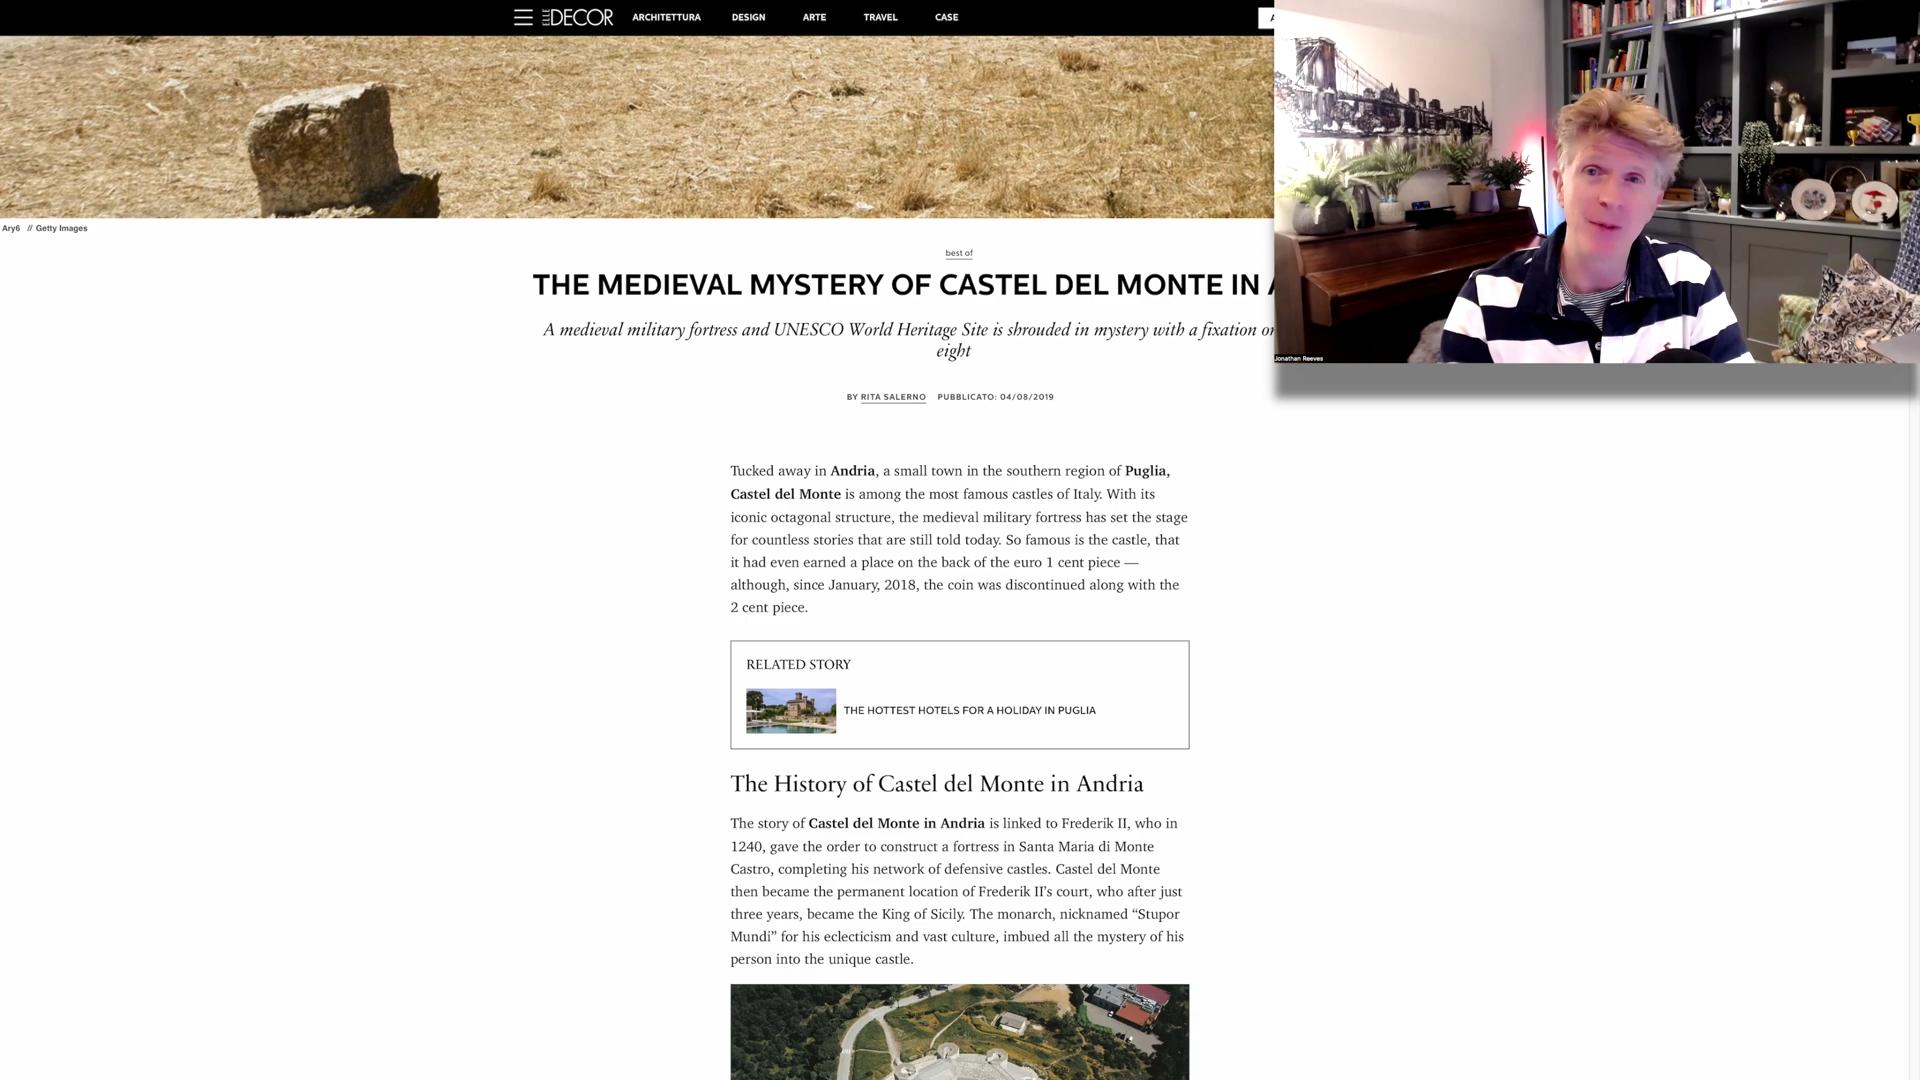 ELLE DECOR ARCHITETTURA DESIGN ARTE TRAVEL CASE
Ary6 // Getty Images
best of
THE MEDIEVAL MYSTERY OF CASTEL DEL MONTE IN A
A medieval military fortress and UNESCO World Heritage Site is shrouded in mystery with a fixation on
eight
BY RITA SALERNO PUBBLICATO: 04/08/2019
Tucked away in Andria, a small town in the southern region of Puglia,
Castel del Monte is among the most famous castles of Italy. With its
iconic octagonal structure, the medieval military fortress has set the stage
for countless stories that are still told today. So famous is the castle, that
it had even earned a place on the back of the euro 1 cent piece —
although, since January, 2018, the coin was discontinued along with the
2 cent piece.
RELATED STORY
THE HOTTEST HOTELS FOR A HOLIDAY IN PUGLIA
The History of Castel del Monte in Andria
The story of Castel del Monte in Andria is linked to Frederik II, who in
1240, gave the order to construct a fortress in Santa Maria di Monte
Castro, completing his network of defensive castles. Castel del Monte
then became the permanent location of Frederik II's court, who after just
three years, became the King of Sicily. The monarch, nicknamed “Stupor
Mundi” for his eclecticism and vast culture, imbued all the mystery of his
person into the unique castle.
Jonathan Reeves